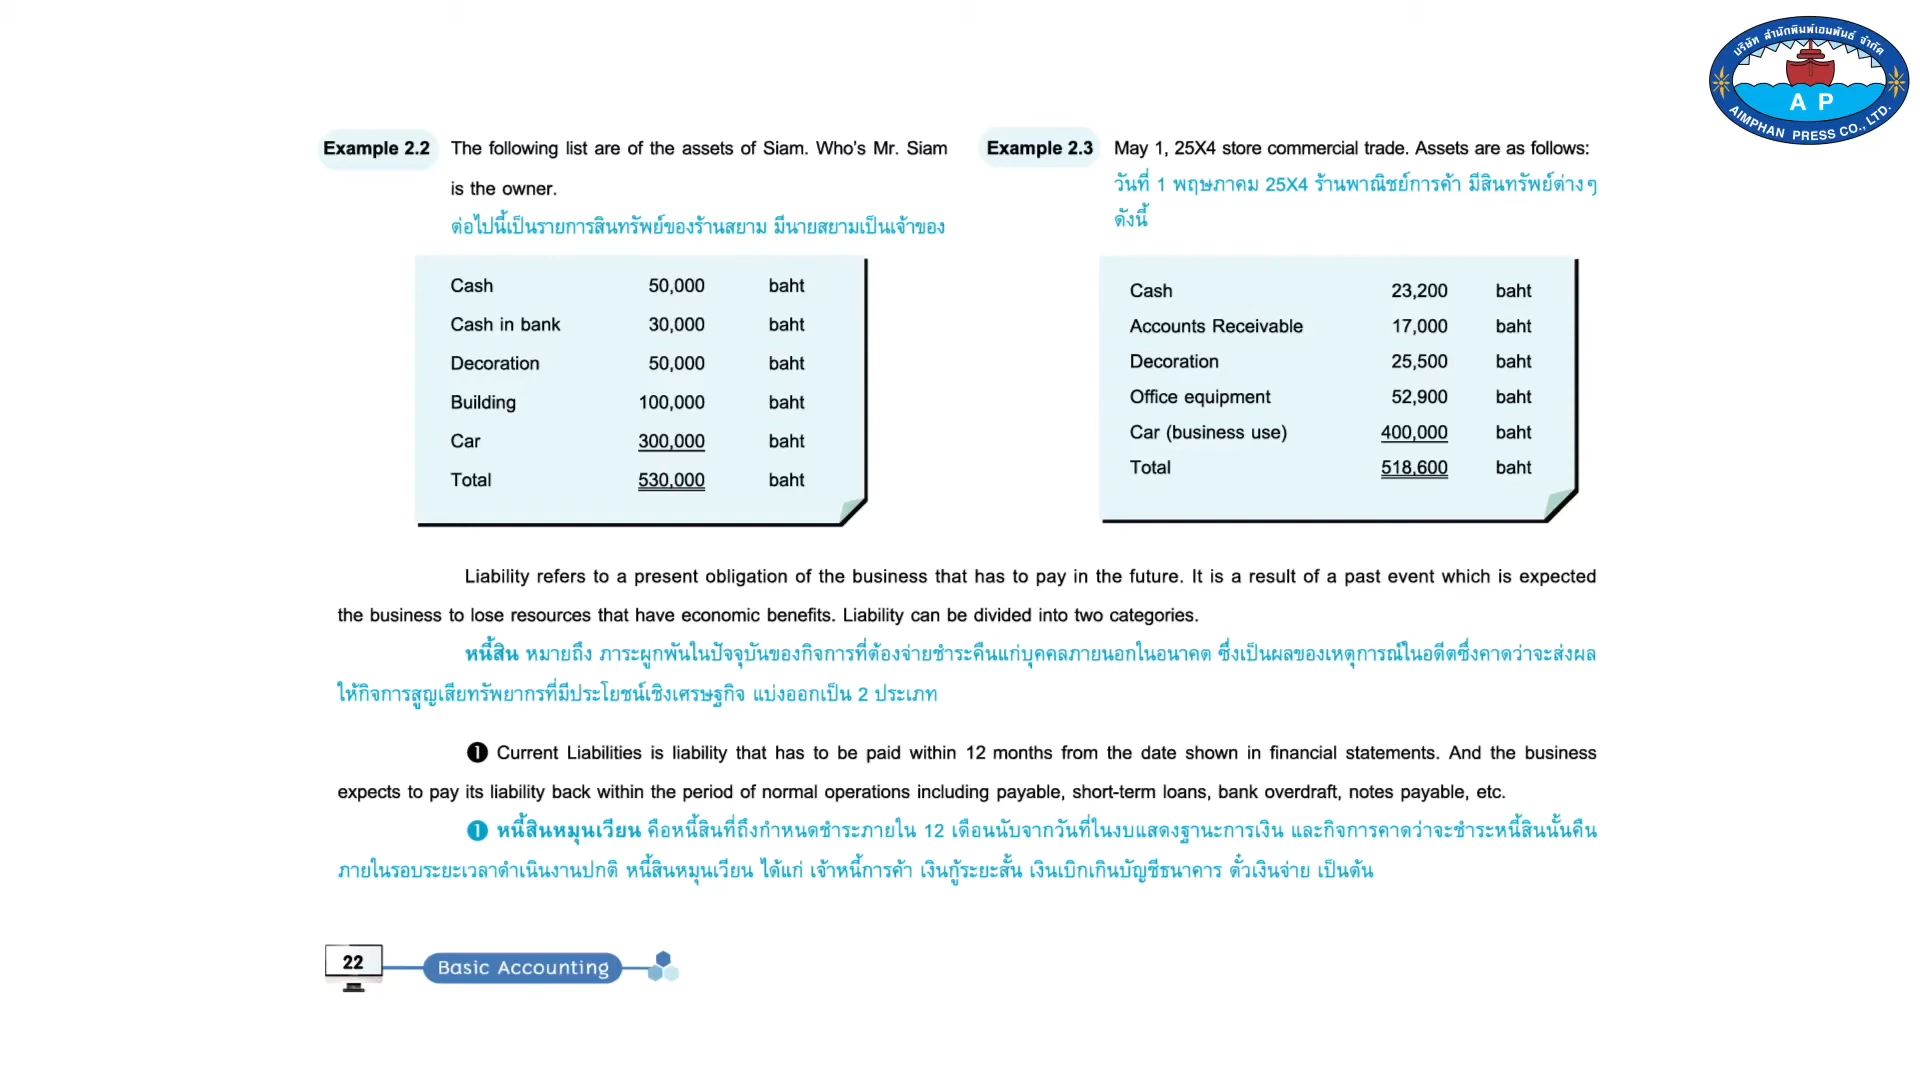 บริษัท สำนักพิมพ์เอมพันธ์ จำกัด
A P
AIMPHAN PRESS CO., LTD.
Example 2.2 The following list are of the assets of Siam. Who's Mr. Siam
is the owner.
ต่อไปนี้เป็นรายการสินทรัพย์ของร้านสยาม มีนายสยามเป็นเจ้าของ
Cash 50,000 baht
Cash in bank 30,000 baht
Decoration 50,000 baht
Building 100,000 baht
Car 300,000 baht
Total 530,000 baht
Example 2.3 May 1, 25X4 store commercial trade. Assets are as follows:
วันที่ 1 พฤษภาคม 25X4 ร้านพาณิชย์การค้า มีสินทรัพย์ต่างๆ
ดังนี้
Cash 23,200 baht
Accounts Receivable 17,000 baht
Decoration 25,500 baht
Office equipment 52,900 baht
Car (business use) 400,000 baht
Total 518,600 baht
Liability refers to a present obligation of the business that has to pay in the future. It is a result of a past event which is expected
the business to lose resources that have economic benefits. Liability can be divided into two categories.
หนี้สิน หมายถึง ภาระผูกพันในปัจจุบันของกิจการที่ต้องจ่ายชำระคืนแก่บุคคลภายนอกในอนาคต ซึ่งเป็นผลของเหตุการณ์ในอดีตซึ่งคาดว่าจะส่งผล
ให้กิจการสูญเสียทรัพยากรที่มีประโยชน์เชิงเศรษฐกิจ แบ่งออกเป็น 2 ประเภท
❶ Current Liabilities is liability that has to be paid within 12 months from the date shown in financial statements. And the business
expects to pay its liability back within the period of normal operations including payable, short-term loans, bank overdraft, notes payable, etc.
❶ หนี้สินหมุนเวียน คือหนี้สินที่ถึงกำหนดชำระภายใน 12 เดือนนับจากวันที่ในงบแสดงฐานะการเงิน และกิจการคาดว่าจะชำระหนี้สินนั้นคืน
ภายในรอบระยะเวลาดำเนินงานปกติ หนี้สินหมุนเวียน ได้แก่ เจ้าหนี้การค้า เงินกู้ระยะสั้น เงินเบิกเกินบัญชีธนาคาร ตั๋วเงินจ่าย เป็นต้น
22 Basic Accounting